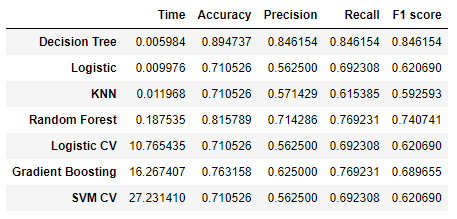 Time Accuracy Precision Recall F1 score
Decision Tree 0.005984 0.894737 0.846154 0.846154 0.846154
Logistic 0.009976 0.710526 0.562500 0.692308 0.620690
KNN 0.011968 0.710526 0.571429 0.615385 0.592593
Random Forest 0.187535 0.815789 0.714286 0.769231 0.740741
Logistic CV 10.765435 0.710526 0.562500 0.692308 0.620690
Gradient Boosting 16.267407 0.763158 0.625000 0.769231 0.689655
SVM CV 27.231410 0.710526 0.562500 0.692308 0.620690